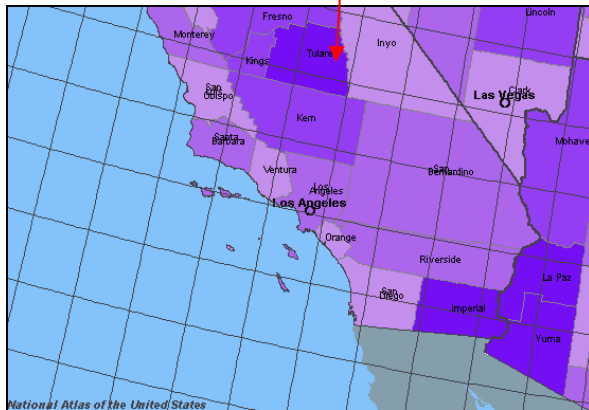 Fresno
Lincoln
Monterey
Tulare
Inyo
Kings
San
Luis
Obispo
Clark
Las Vegas
Kern
Mohave
Santa
Barbara
San
Bernardino
Ventura
Los
Angeles
Los Angeles
Orange
Riverside
La Paz
San
Diego
Imperial
Yuma
National Atlas of the United States